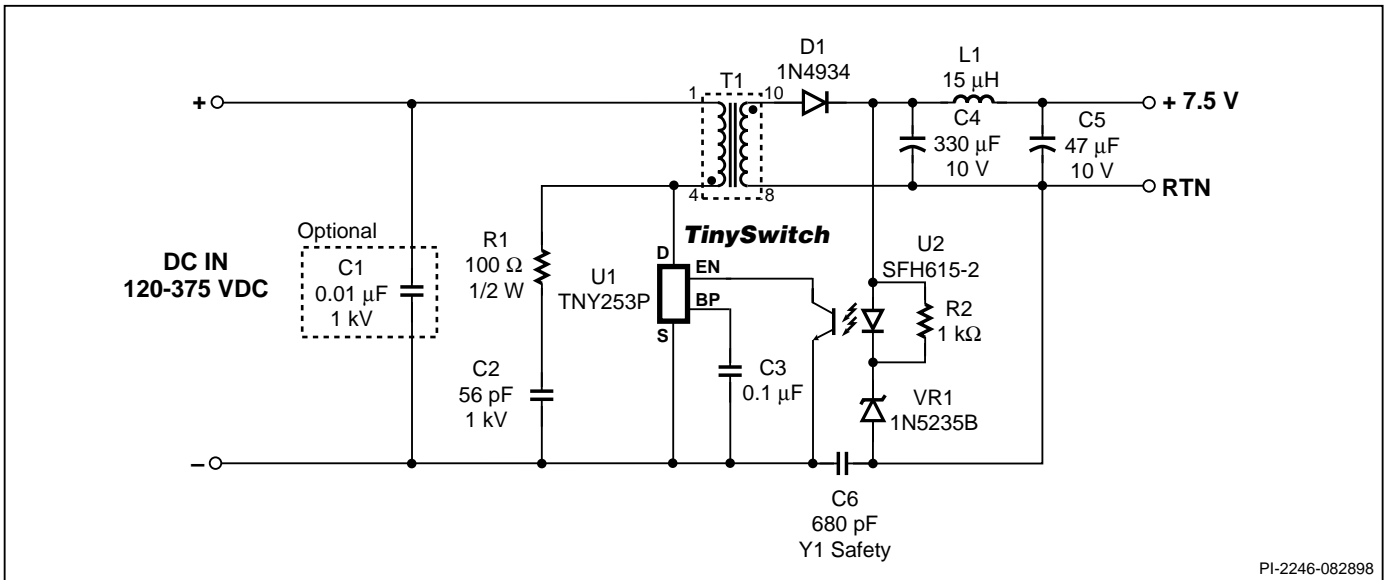 D1
1N4934
L1
15 μH
T1
1
10
+
+ 7.5 V
C4
330 μF
10 V
C5
47 μF
10 V
4
8
RTN
TinySwitch
Optional
C1
0.01 μF
1 kV
DC IN
120-375 VDC
R1
100 Ω
1/2 W
U1
TNY253P
D
EN
BP
S
U2
SFH615-2
R2
1 kΩ
C2
56 pF
1 kV
C3
0.1 μF
VR1
1N5235B
–
C6
680 pF
Y1 Safety
PI-2246-082898